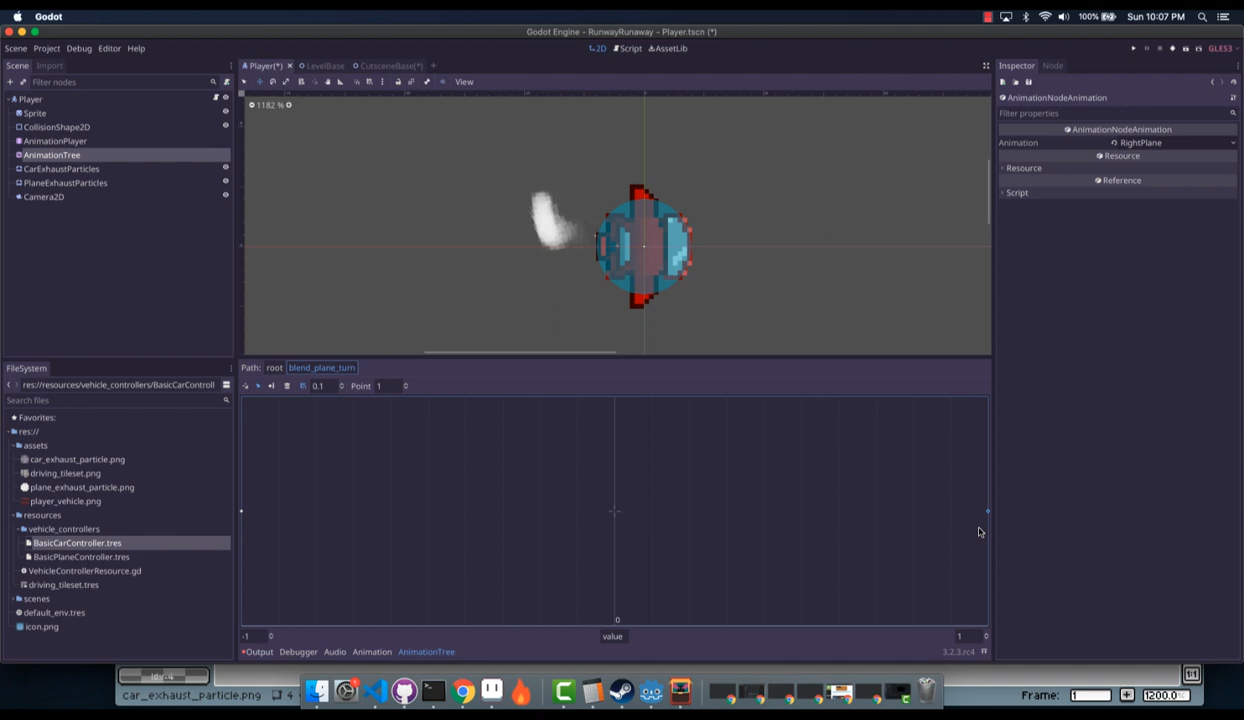 Godot
100%
Sun 10:07 PM
Godot Engine - RunwayRunaway - Player.tscn (*)
Scene Project Debug Editor Help
2D Script AssetLib
GLES3
Scene Import
Player(*) LevelBase CutsceneBase(*)
Inspector Node
Filter nodes
View
Player
Sprite
CollisionShape2D
AnimationPlayer
AnimationTree
CarExhaustParticles
PlaneExhaustParticles
Camera2D
1182 %
AnimationNodeAnimation
Filter properties
AnimationNodeAnimation
Animation RightPlane
Resource
Resource
Reference
Script
FileSystem
res://resources/vehicle_controllers/BasicCarControll
Search files
Favorites:
res://
assets
car_exhaust_particle.png
driving_tileset.png
plane_exhaust_particle.png
player_vehicle.png
resources
vehicle_controllers
BasicCarController.tres
BasicPlaneController.tres
VehicleControllerResource.gd
driving_tileset.tres
scenes
default_env.tres
icon.png
Path: root blend_plane_turn
0.1 Point 1
0
-1 value 1
Output Debugger Audio Animation AnimationTree
3.2.3.rc4
Idx-4
car_exhaust_particle.png 4
Frame: 1 1200.0
1:1